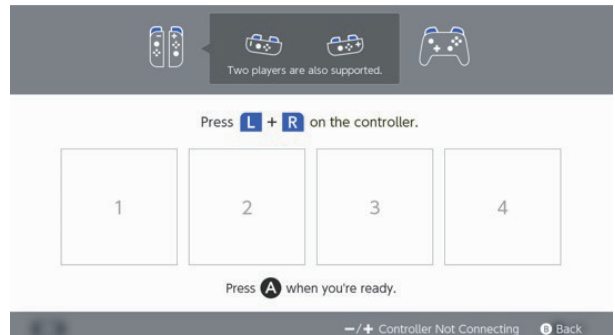 Two players are also supported.
Press L + R on the controller.
1 2 3 4
Press A when you're ready.
−/+ Controller Not Connecting B Back